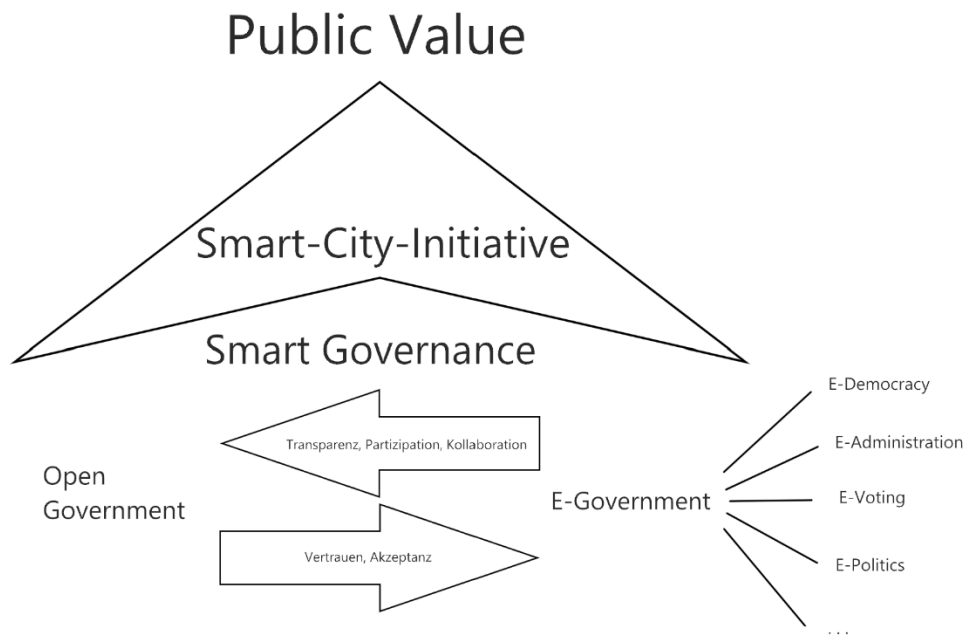 Public Value
Smart-City-Initiative
Smart Governance
E-Democracy
Transparenz, Partizipation, Kollaboration
E-Administration
Open
Government
E-Government
E-Voting
Vertrauen, Akzeptanz
E-Politics
...